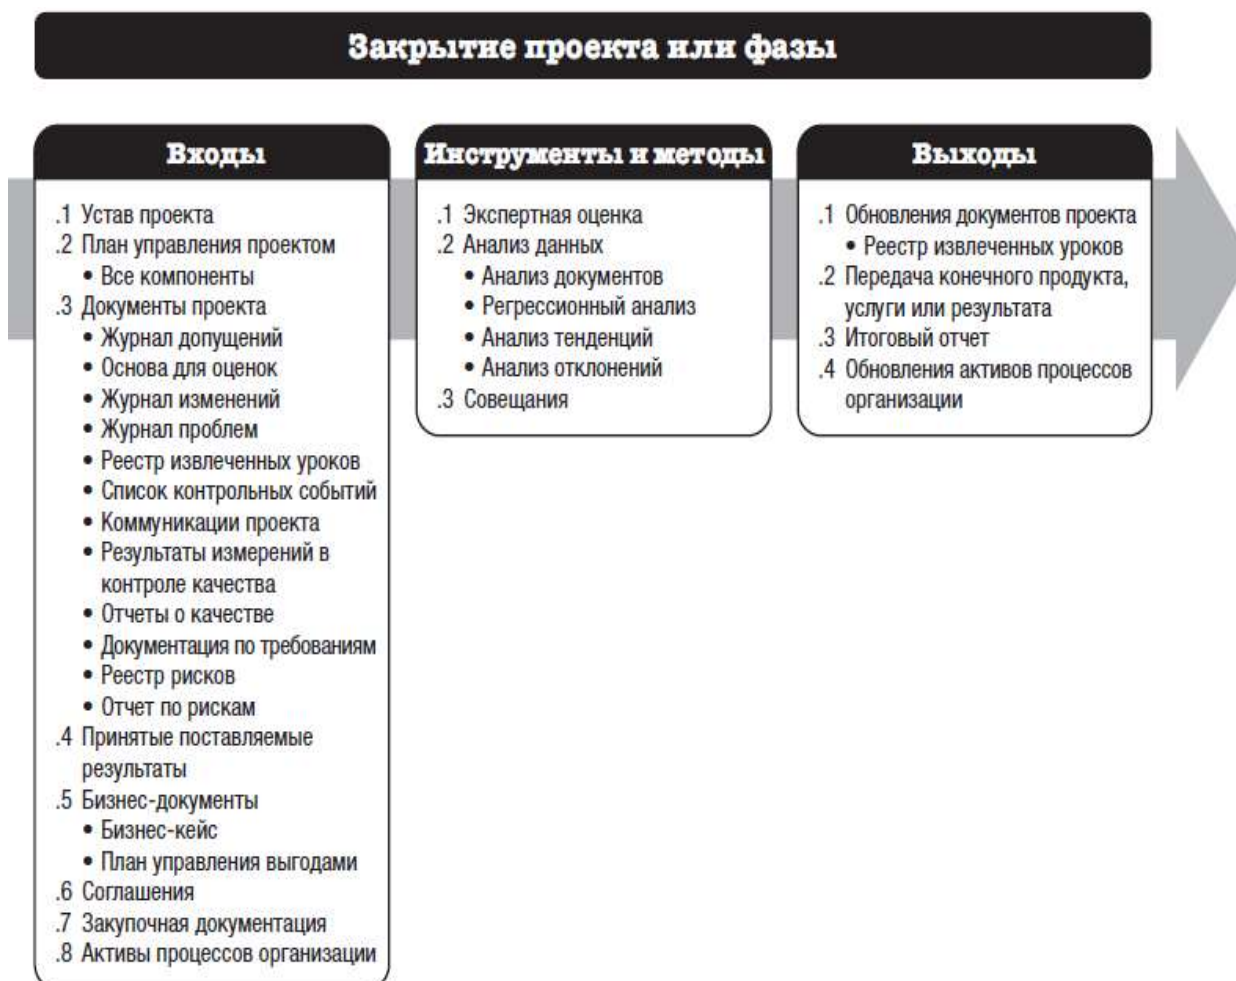 Закрытие проекта или фазы
Входы
.1 Устав проекта
.2 План управления проектом
• Все компоненты
.3 Документы проекта
• Журнал допущений
• Основа для оценок
• Журнал изменений
• Журнал проблем
• Реестр извлеченных уроков
• Список контрольных событий
• Коммуникации проекта
• Результаты измерений в
контроле качества
• Отчеты о качестве
• Документация по требованиям
• Реестр рисков
• Отчет по рискам
.4 Принятые поставляемые
результаты
.5 Бизнес-документы
• Бизнес-кейс
• План управления выгодами
.6 Соглашения
.7 Закупочная документация
.8 Активы процессов организации
Инструменты и методы
.1 Экспертная оценка
.2 Анализ данных
• Анализ документов
• Регрессионный анализ
• Анализ тенденций
• Анализ отклонений
.3 Совещания
Выходы
.1 Обновления документов проекта
• Реестр извлеченных уроков
.2 Передача конечного продукта,
услуги или результата
.3 Итоговый отчет
.4 Обновления активов процессов
организации